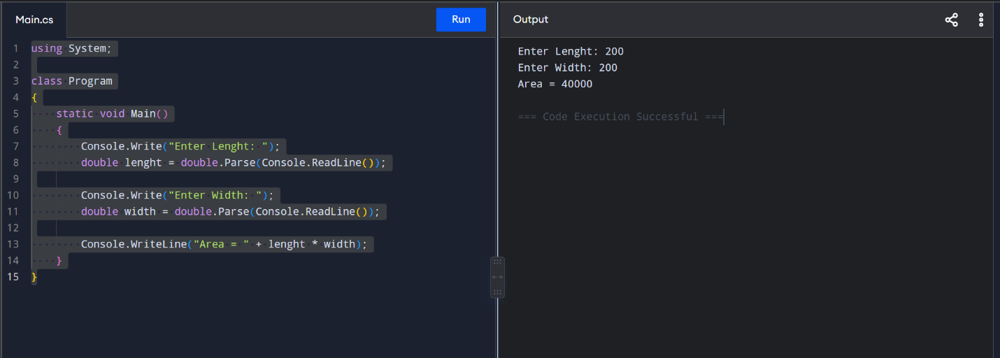 Main.cs
Run
1 using System;
2
3 class Program
4 {
5     static void Main()
6     {
7         Console.Write("Enter Lenght: ");
8         double lenght = double.Parse(Console.ReadLine());
9
10         Console.Write("Enter Width: ");
11         double width = double.Parse(Console.ReadLine());
12
13         Console.WriteLine("Area = " + lenght * width);
14     }
15 }
Output
Enter Lenght: 200
Enter Width: 200
Area = 40000
=== Code Execution Successful ===